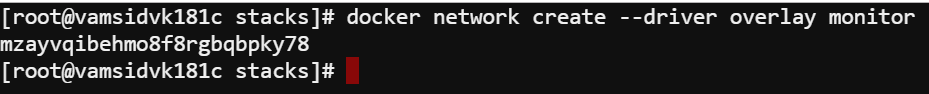 [root@vamsidvk181c stacks]# docker network create --driver overlay monitor
mzayvqibehmo8f8rgbqbpky78
[root@vamsidvk181c stacks]#